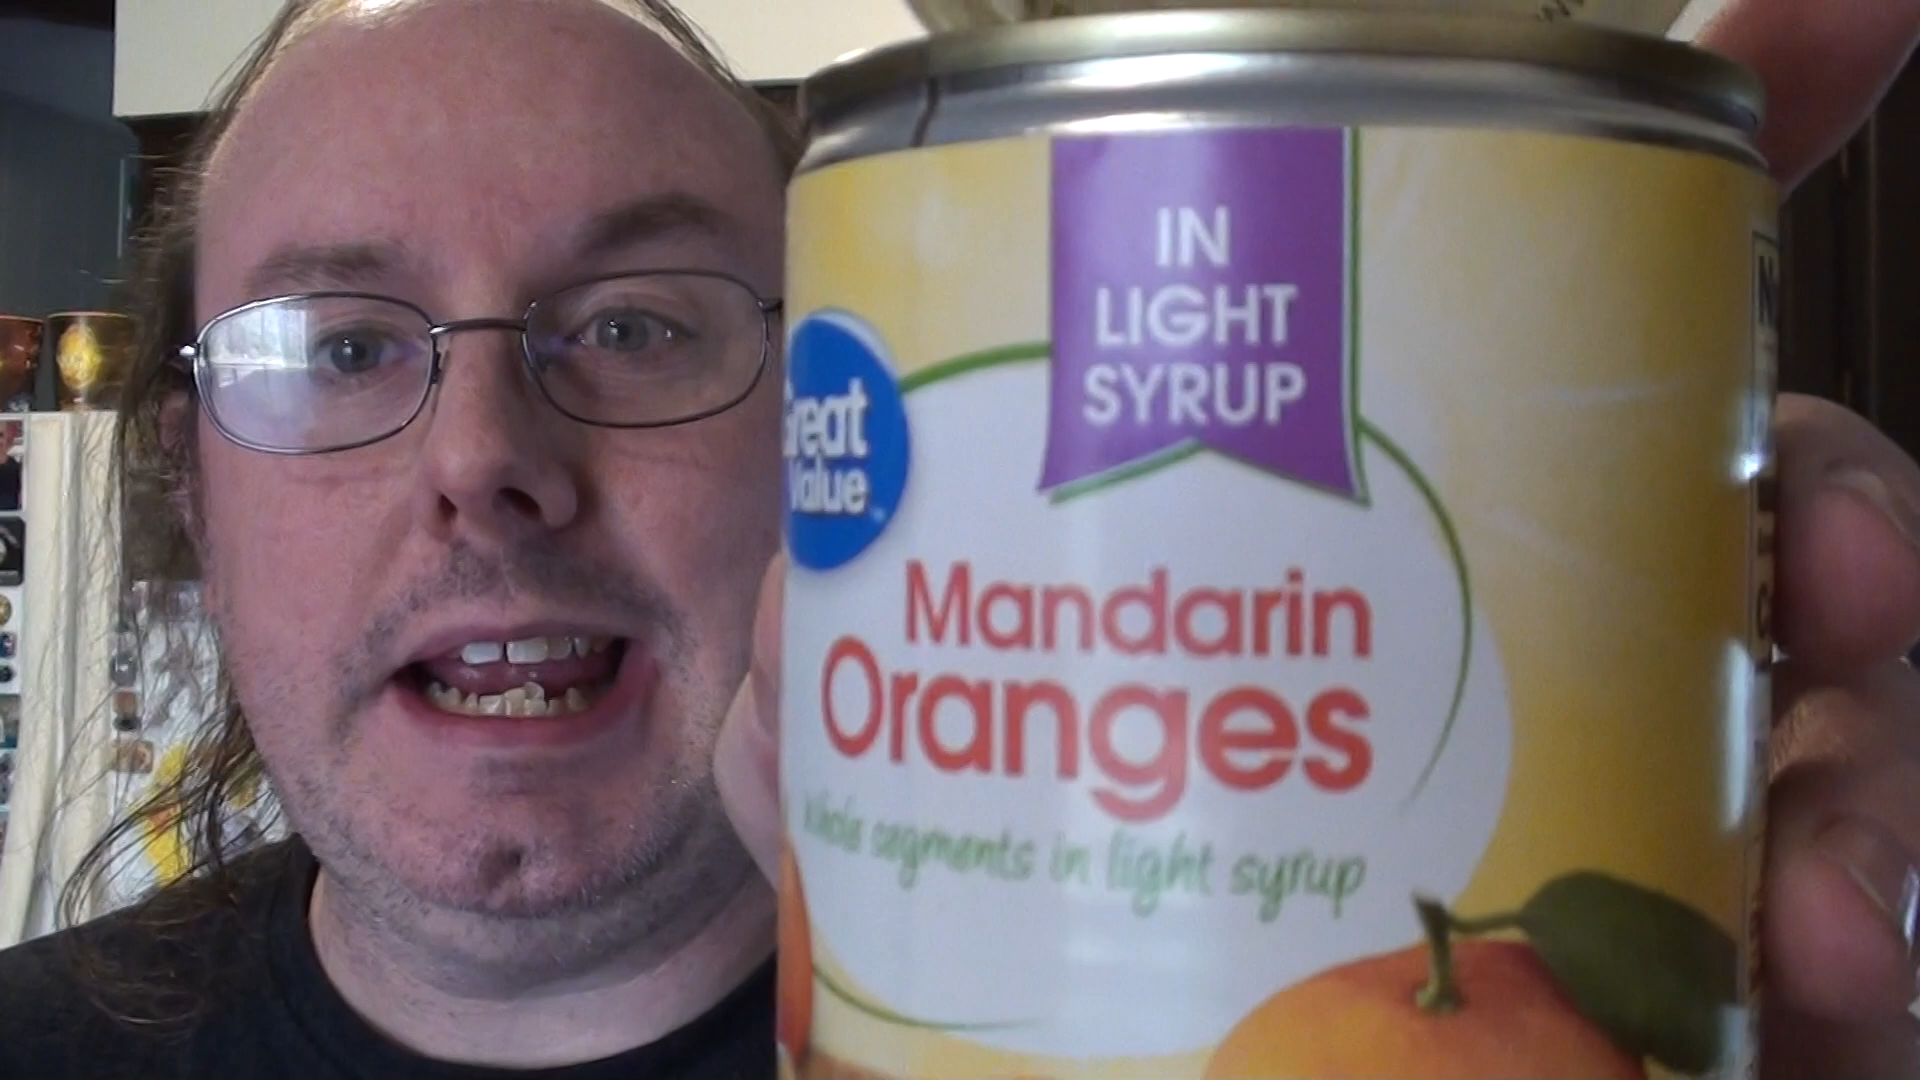 IN
LIGHT
SYRUP
Great
Value
Mandarin
Oranges
Whole segments in light syrup